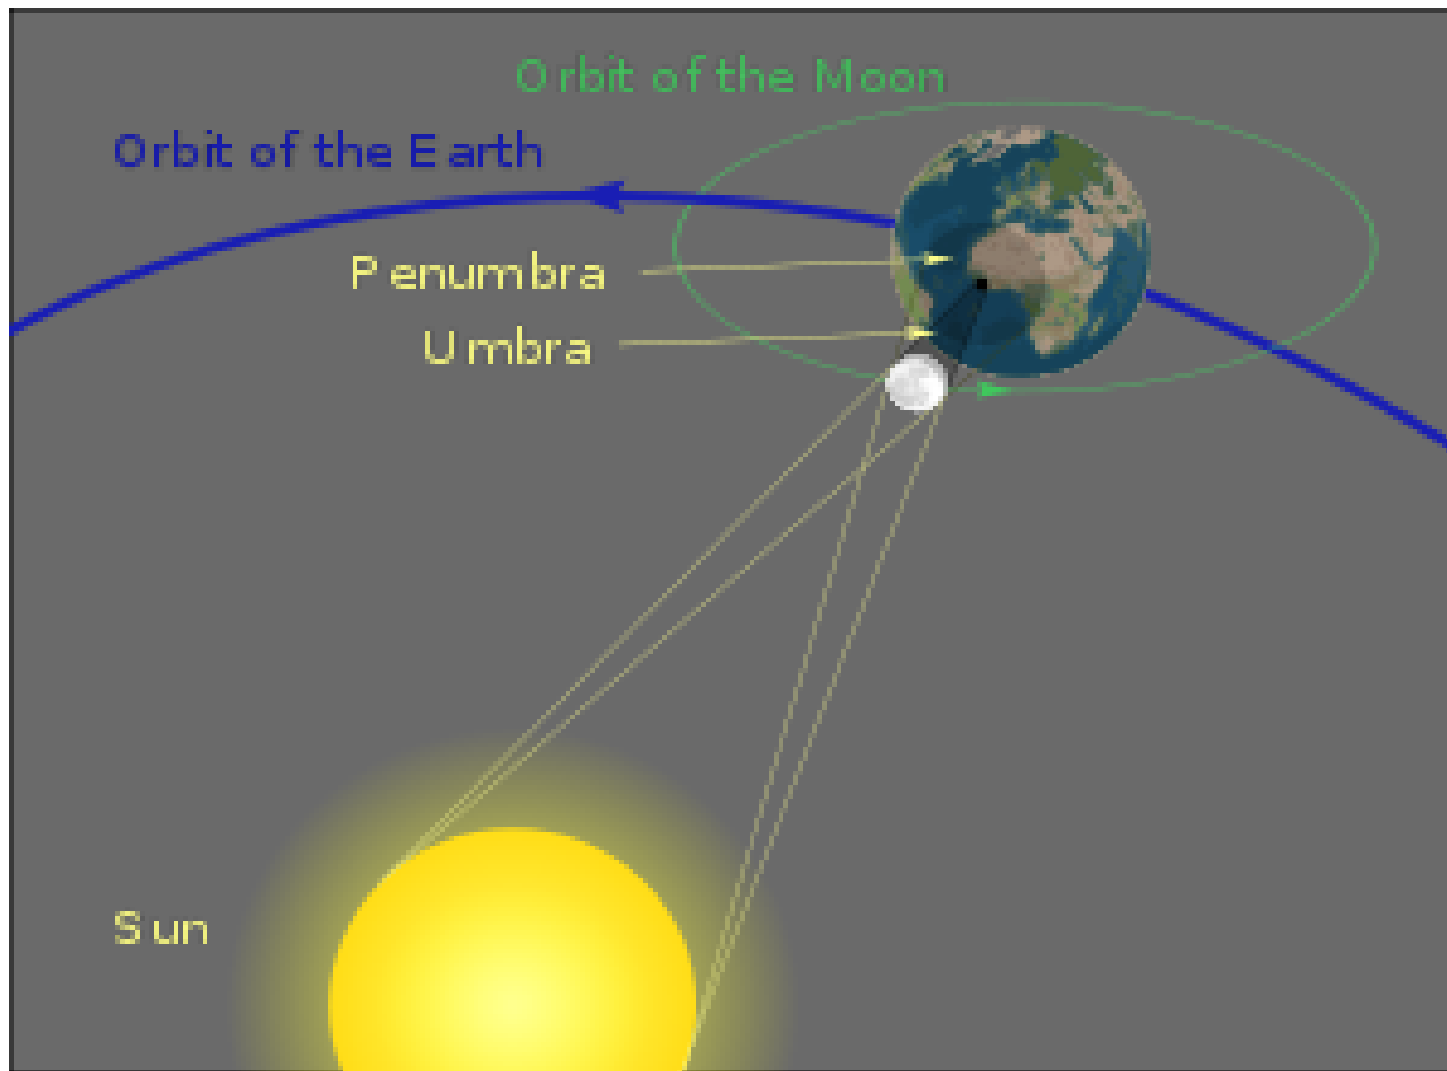 Orbit of the Moon
Orbit of the Earth
Penumbra
Umbra
Sun